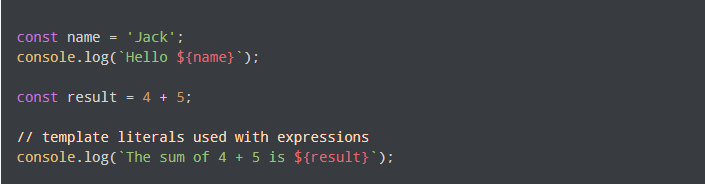 const name = 'Jack';
console.log(`Hello ${name}`);
const result = 4 + 5;
// template literals used with expressions
console.log(`The sum of 4 + 5 is ${result}`);